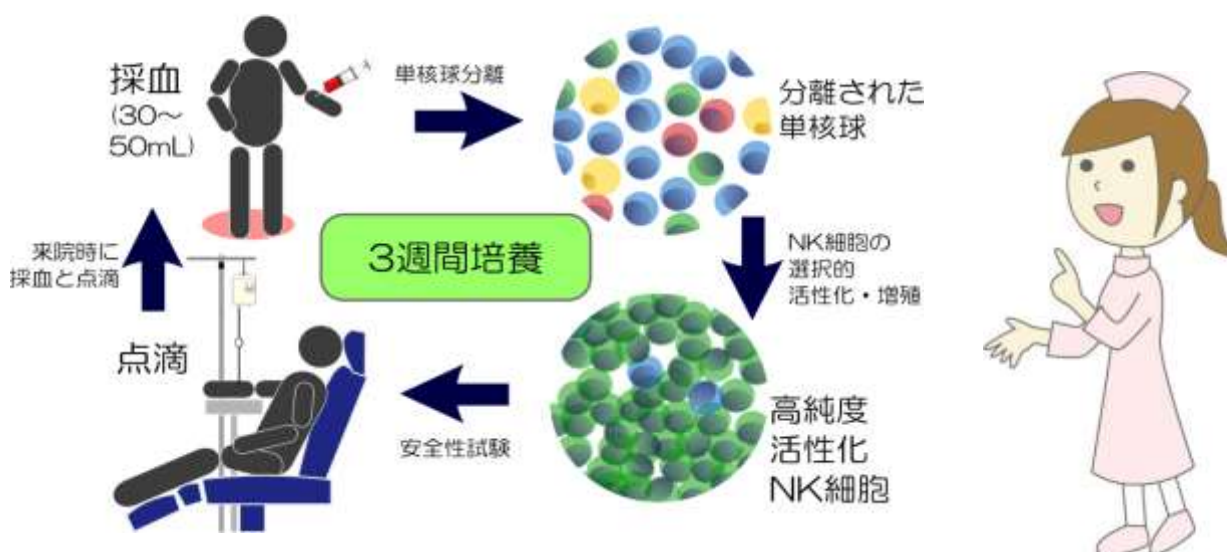 採血
(30～
50mL)
単核球分離
分離された
単核球
NK細胞の
選択的
活性化・増殖
3週間培養
高純度
活性化
NK細胞
安全性試験
点滴
来院時に
採血と点滴